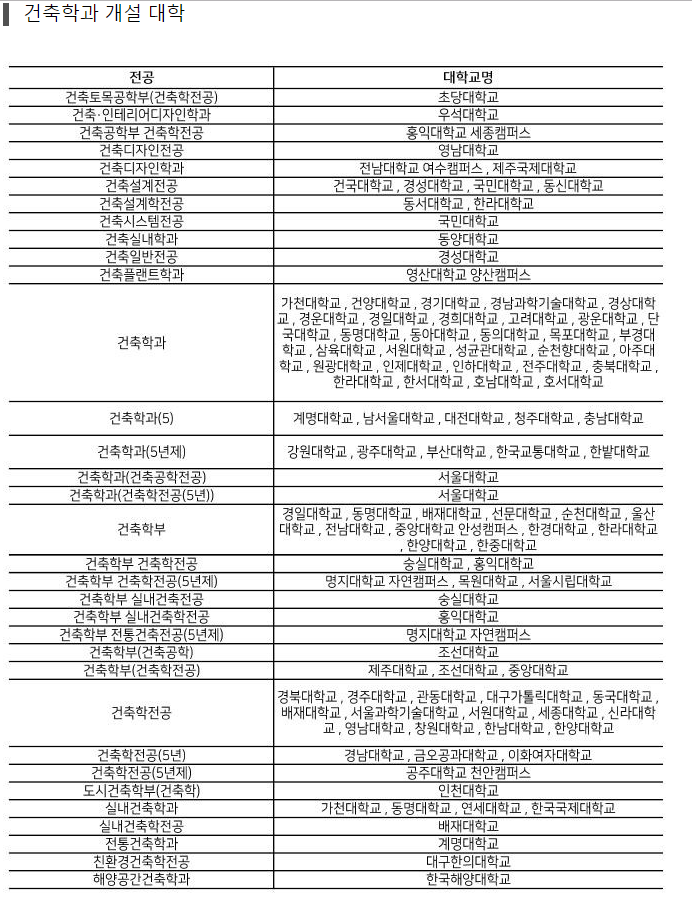 건축학과 개설 대학
전공 대학교명
건축토목공학부(건축학전공) 초당대학교
건축·인테리어디자인학과 우석대학교
건축공학부 건축학전공 홍익대학교 세종캠퍼스
건축디자인전공 영남대학교
건축디자인학과 전남대학교 여수캠퍼스 , 제주국제대학교
건축설계전공 건국대학교 , 경성대학교 , 국민대학교 , 동신대학교
건축설계학전공 동서대학교 , 한라대학교
건축시스템전공 국민대학교
건축실내학과 동양대학교
건축일반전공 경성대학교
건축플랜트학과 영산대학교 양산캠퍼스
건축학과
가천대학교 , 건양대학교 , 경기대학교 , 경남과학기술대학교 , 경상대학
교 , 경운대학교 , 경일대학교 , 경희대학교 , 고려대학교 , 광운대학교 , 단
국대학교 , 동명대학교 , 동아대학교 , 동의대학교 , 목포대학교 , 부경대
학교 , 삼육대학교 , 서원대학교 , 성균관대학교 , 순천향대학교 , 아주대
학교 , 원광대학교 , 인제대학교 , 인하대학교 , 전주대학교 , 충북대학교 ,
한라대학교 , 한서대학교 , 호남대학교 , 호서대학교
건축학과(5) 계명대학교 , 남서울대학교 , 대전대학교 , 청주대학교 , 충남대학교
건축학과(5년제) 강원대학교 , 광주대학교 , 부산대학교 , 한국교통대학교 , 한밭대학교
건축학과(건축공학전공) 서울대학교
건축학과(건축학전공(5년)) 서울대학교
건축학부
경일대학교 , 동명대학교 , 배재대학교 , 선문대학교 , 순천대학교 , 울산
대학교 , 전남대학교 , 중앙대학교 안성캠퍼스 , 한경대학교 , 한라대학교
, 한양대학교 , 한중대학교
건축학부 건축학전공 숭실대학교 , 홍익대학교
건축학부 건축학전공(5년제) 명지대학교 자연캠퍼스 , 목원대학교 , 서울시립대학교
건축학부 실내건축전공 숭실대학교
건축학부 실내건축학전공 홍익대학교
건축학부 전통건축전공(5년제) 명지대학교 자연캠퍼스
건축학부(건축공학) 조선대학교
건축학부(건축학전공) 제주대학교 , 조선대학교 , 중앙대학교
건축학전공
경북대학교 , 경주대학교 , 관동대학교 , 대구가톨릭대학교 , 동국대학교 ,
배재대학교 , 서울과학기술대학교 , 서원대학교 , 세종대학교 , 신라대학
교 , 영남대학교 , 창원대학교 , 한남대학교 , 한양대학교
건축학전공(5년) 경남대학교 , 금오공과대학교 , 이화여자대학교
건축학전공(5년제) 공주대학교 천안캠퍼스
도시건축학부(건축학) 인천대학교
실내건축학과 가천대학교 , 동명대학교 , 연세대학교 , 한국국제대학교
실내건축학전공 배재대학교
전통건축학과 계명대학교
친환경건축학전공 대구한의대학교
해양공간건축학과 한국해양대학교